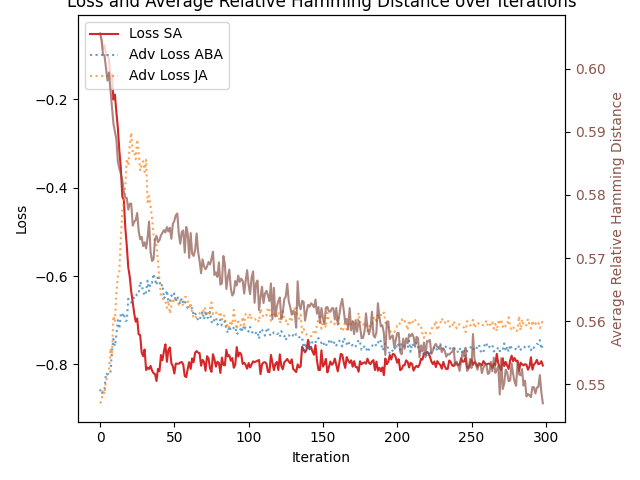 Loss and Average Relative Hamming Distance over Iterations
Loss SA
Adv Loss ABA
Adv Loss JA
−0.2
−0.4
−0.6
−0.8
Loss
0.60
0.59
0.58
0.57
0.56
0.55
Average Relative Hamming Distance
0 50 100 150 200 250 300
Iteration